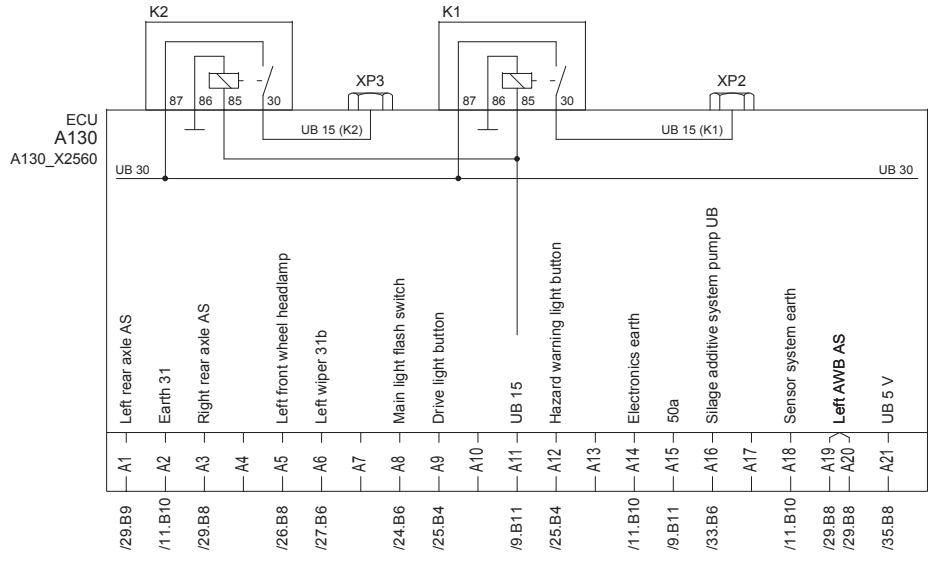 K2
K1
XP3
XP2
87
86
85
30
87
86
85
30
ECU
A130
A130_X2560
UB 15 (K2)
UB 15 (K1)
UB 30
UB 30
Left rear axle AS
Earth 31
Right rear axle AS
Left front wheel headlamp
Left wiper 31b
Main light flash switch
Drive light button
UB 15
Hazard warning light button
Electronics earth
50a
Silage additive system pump UB
Sensor system earth
Left AWB AS
UB 5 V
A1
A2
A3
A4
A5
A6
A7
A8
A9
A10
A11
A12
A13
A14
A15
A16
A17
A18
A19
A20
A21
/29.B9
/11.B10
/29.B8
/26.B8
/27.B6
/24.B6
/25.B4
/9.B11
/25.B4
/11.B10
/9.B11
/33.B6
/11.B10
/29.B8
/29.B8
/35.B8